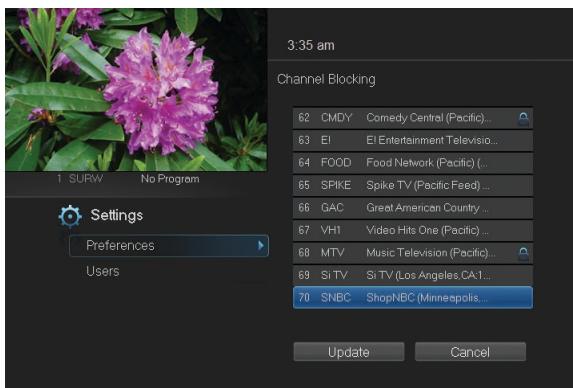 3:35 am
Channel Blocking
62 CMDY Comedy Central (Pacific)...
63 E! E! Entertainment Televisio...
64 FOOD Food Network (Pacific) (...
65 SPIKE Spike TV (Pacific Feed) ...
66 GAC Great American Country ...
67 VH1 Video Hits One (Pacific) ...
68 MTV Music Television (Pacific)...
69 Si TV Si TV (Los Angeles,CA:1...
70 SNBC ShopNBC (Minneapolis,...
1 SURW No Program
Settings
Preferences
Users
Update Cancel